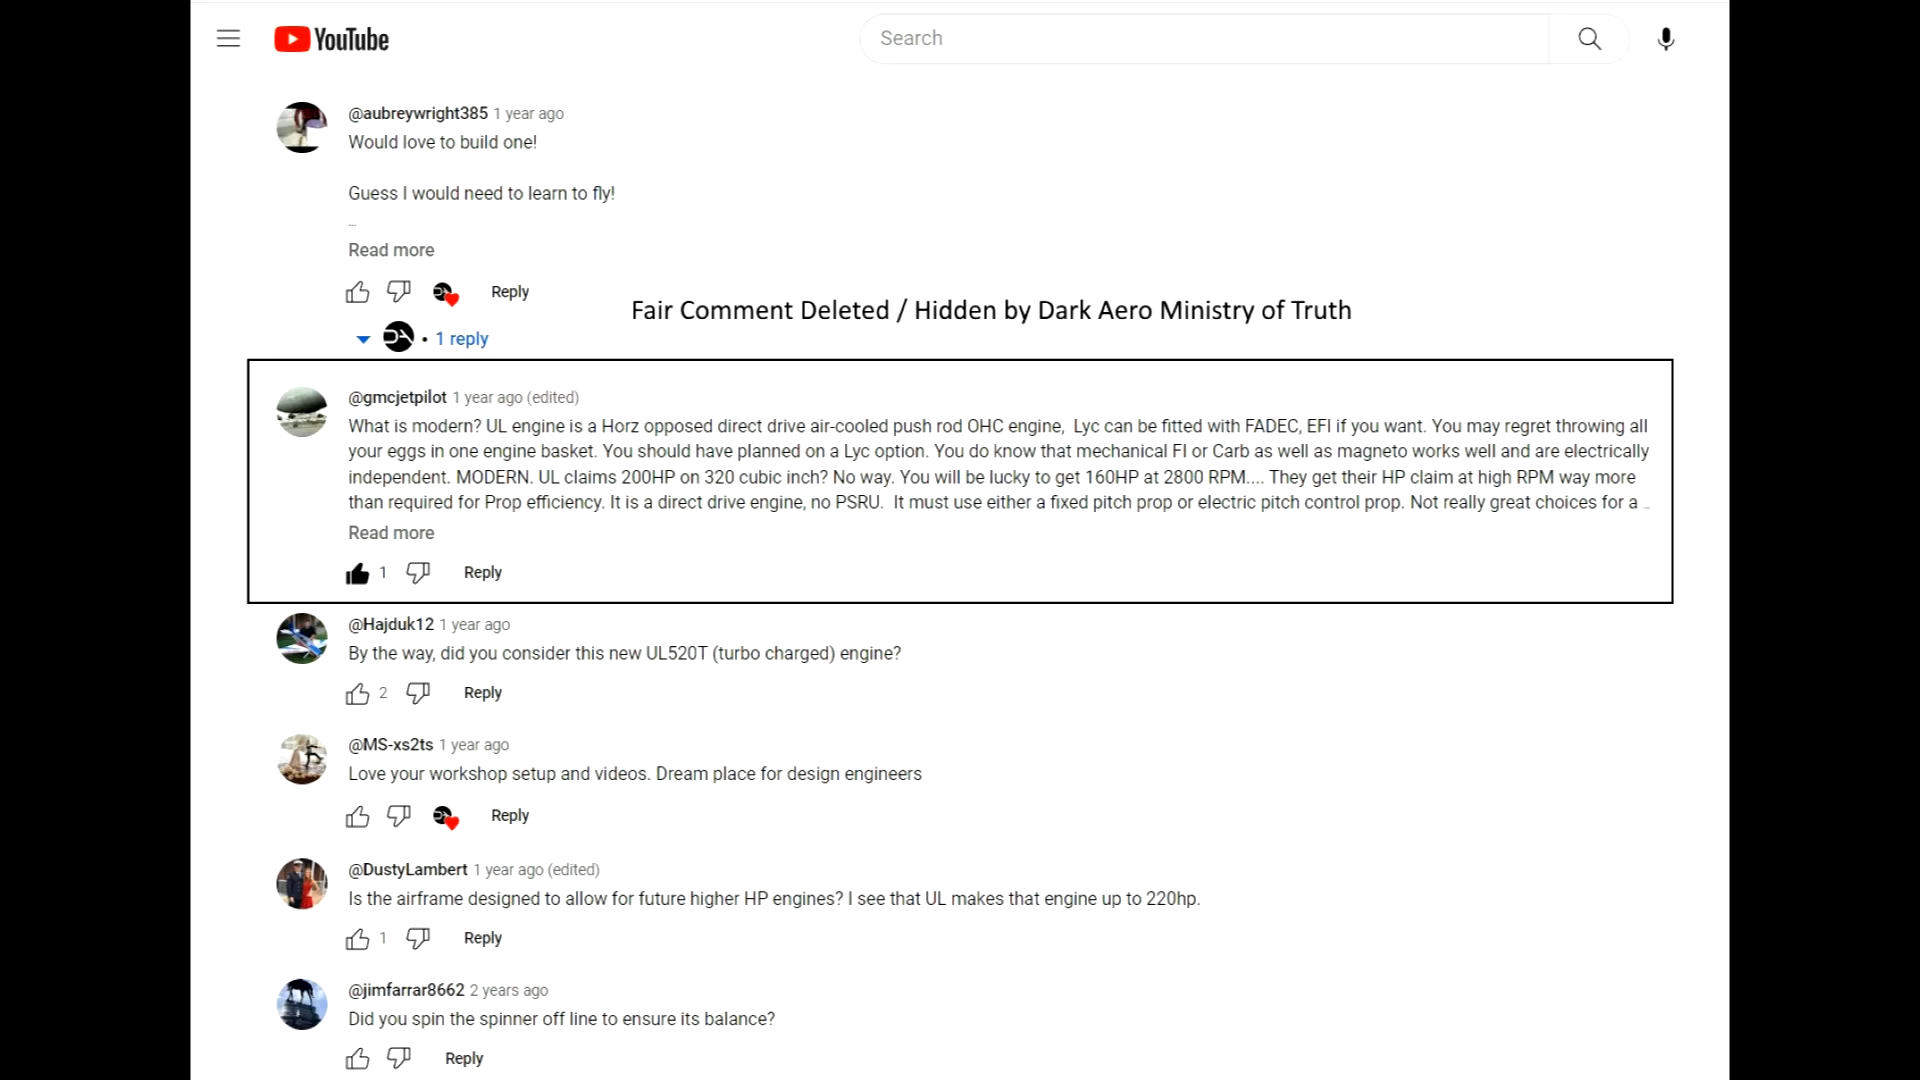 YouTube
Search
@aubreywright385 1 year ago
Would love to build one!
Guess I would need to learn to fly!
...
Read more
Reply
Fair Comment Deleted / Hidden by Dark Aero Ministry of Truth
• 1 reply
@gmcjetpilot 1 year ago (edited)
What is modern? UL engine is a Horz opposed direct drive air-cooled push rod OHC engine, Lyc can be fitted with FADEC, EFI if you want. You may regret throwing all
your eggs in one engine basket. You should have planned on a Lyc option. You do know that mechanical FI or Carb as well as magneto works well and are electrically
independent. MODERN. UL claims 200HP on 320 cubic inch? No way. You will be lucky to get 160HP at 2800 RPM.... They get their HP claim at high RPM way more
than required for Prop efficiency. It is a direct drive engine, no PSRU. It must use either a fixed pitch prop or electric pitch control prop. Not really great choices for a ...
Read more
1 Reply
@Hajduk12 1 year ago
By the way, did you consider this new UL520T (turbo charged) engine?
2 Reply
@MS-xs2ts 1 year ago
Love your workshop setup and videos. Dream place for design engineers
Reply
@DustyLambert 1 year ago (edited)
Is the airframe designed to allow for future higher HP engines? I see that UL makes that engine up to 220hp.
1 Reply
@jimfarrar8662 2 years ago
Did you spin the spinner off line to ensure its balance?
Reply